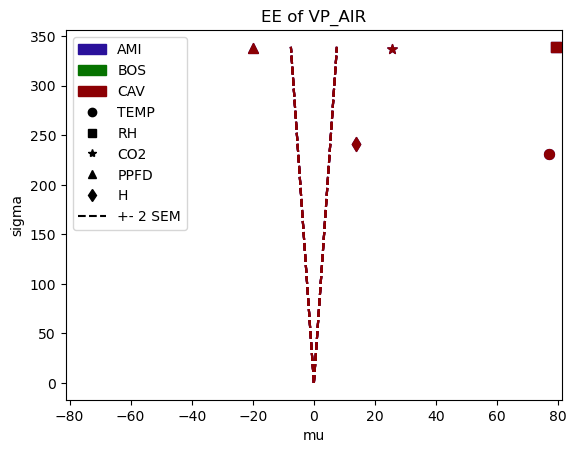 EE of VP_AIR
sigma
350
300
250
200
150
100
50
0
AMI
BOS
CAV
TEMP
RH
CO2
PPFD
H
+- 2 SEM
−80 −60 −40 −20 0 20 40 60 80
mu